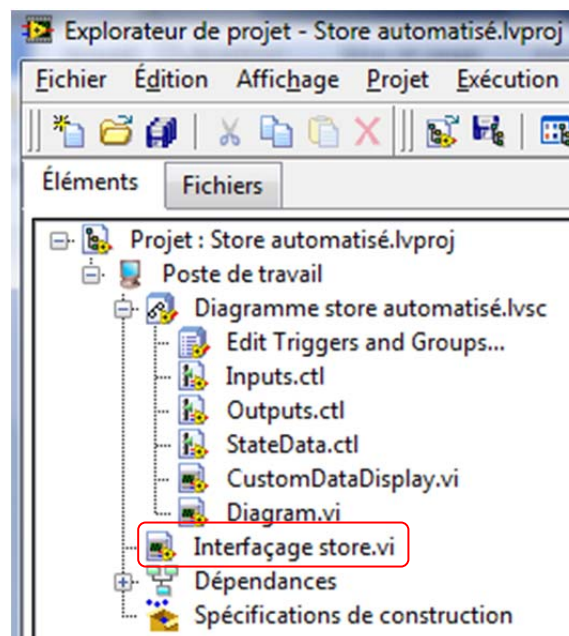 Explorateur de projet - Store automatisé.lvproj
Fichier Édition Affichage Projet Exécution
Éléments Fichiers
Projet : Store automatisé.lvproj
Poste de travail
Diagramme store automatisé.lvsc
Edit Triggers and Groups...
Inputs.ctl
Outputs.ctl
StateData.ctl
CustomDataDisplay.vi
Diagram.vi
Interfaçage store.vi
Dépendances
Spécifications de construction